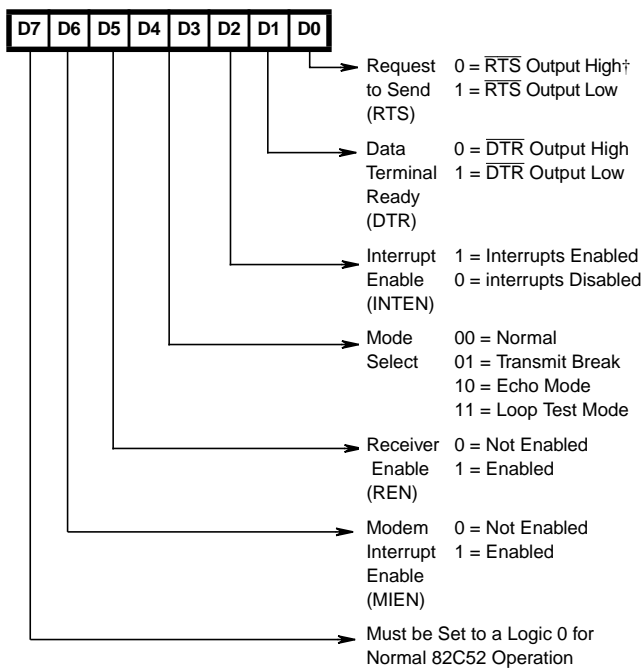 D7 D6 D5 D4 D3 D2 D1 D0
Request 0 = R̅T̅S̅ Output High†
to Send 1 = R̅T̅S̅ Output Low
(RTS)
Data 0 = D̅T̅R̅ Output High
Terminal 1 = D̅T̅R̅ Output Low
Ready
(DTR)
Interrupt 1 = Interrupts Enabled
Enable 0 = interrupts Disabled
(INTEN)
Mode 00 = Normal
Select 01 = Transmit Break
10 = Echo Mode
11 = Loop Test Mode
Receiver 0 = Not Enabled
Enable 1 = Enabled
(REN)
Modem 0 = Not Enabled
Interrupt 1 = Enabled
Enable
(MIEN)
Must be Set to a Logic 0 for
Normal 82C52 Operation